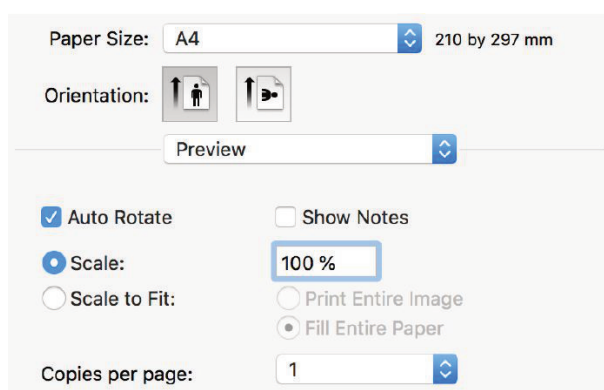 Paper Size: A4 210 by 297 mm
Orientation:
Preview
Auto Rotate Show Notes
Scale: 100 %
Scale to Fit: Print Entire Image
Fill Entire Paper
Copies per page: 1